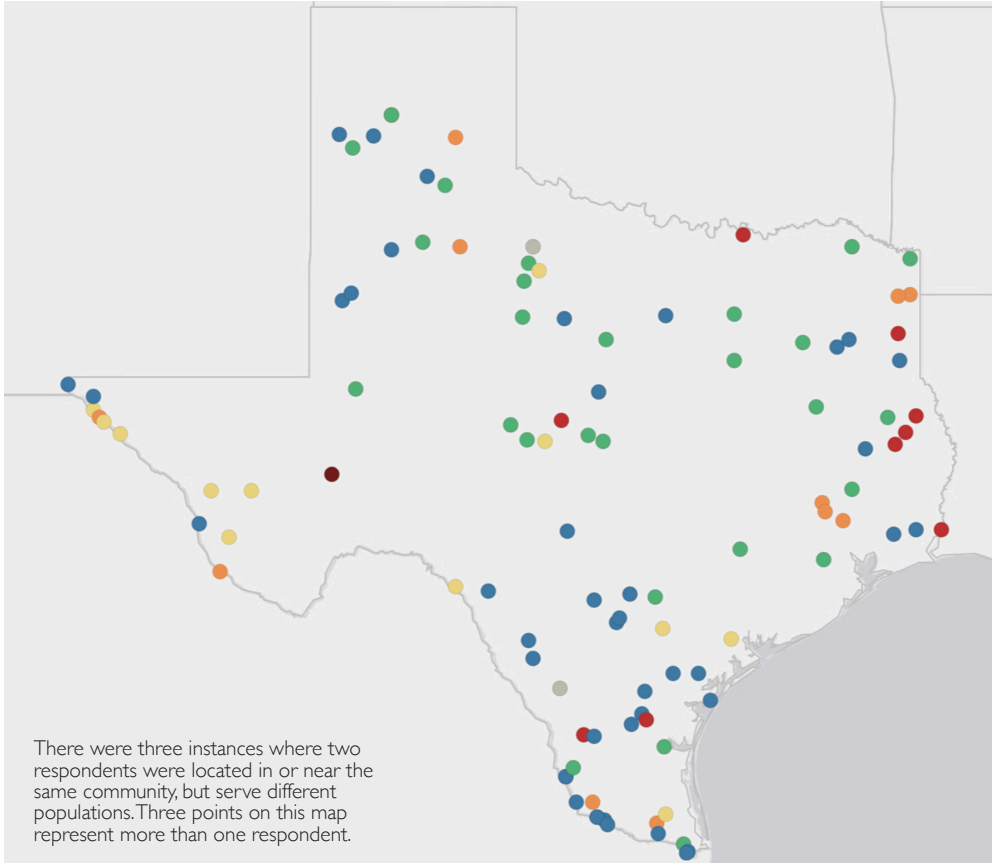 There were three instances where two
respondents were located in or near the
same community, but serve different
populations. Three points on this map
represent more than one respondent.